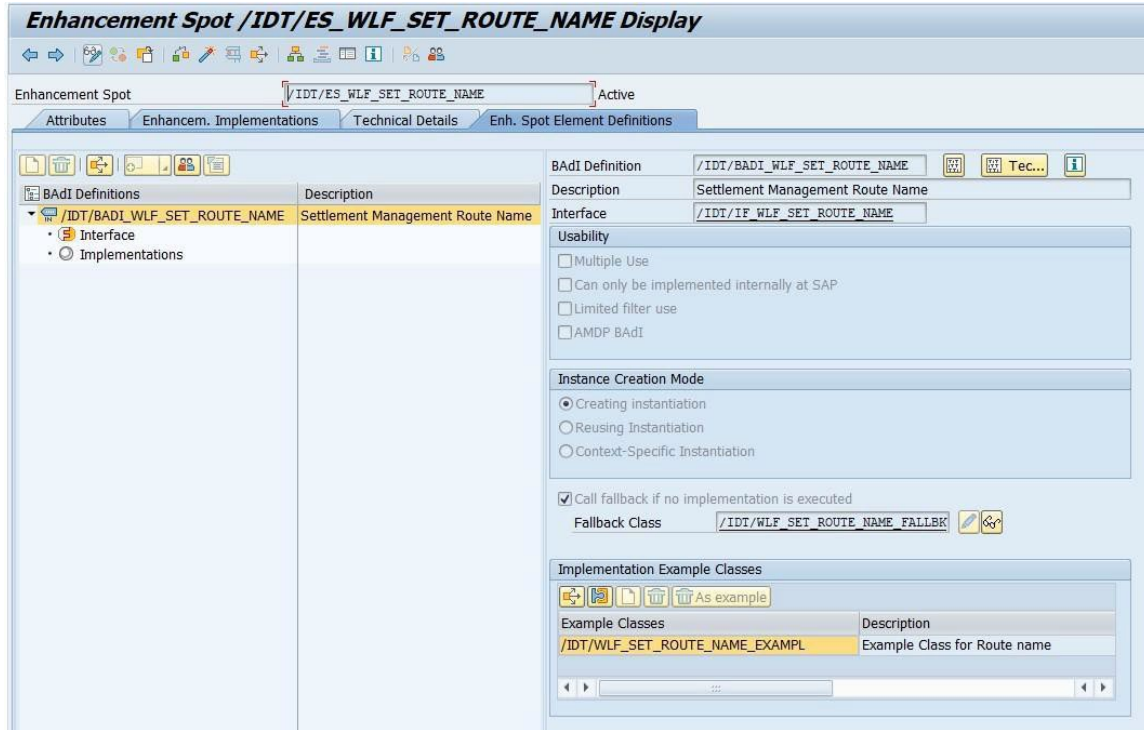 Enhancement Spot /IDT/ES_WLF_SET_ROUTE_NAME Display
Enhancement Spot /IDT/ES_WLF_SET_ROUTE_NAME Active
Attributes Enhancem. Implementations Technical Details Enh. Spot Element Definitions
BAdI Definitions Description
/IDT/BADI_WLF_SET_ROUTE_NAME Settlement Management Route Name
Interface
Implementations
BAdI Definition /IDT/BADI_WLF_SET_ROUTE_NAME Tec...
Description Settlement Management Route Name
Interface /IDT/IF_WLF_SET_ROUTE_NAME
Usability
Multiple Use
Can only be implemented internally at SAP
Limited filter use
AMDP BAdI
Instance Creation Mode
Creating instantiation
Reusing Instantiation
Context-Specific Instantiation
Call fallback if no implementation is executed
Fallback Class /IDT/WLF_SET_ROUTE_NAME_FALLBK
Implementation Example Classes
As example
Example Classes Description
/IDT/WLF_SET_ROUTE_NAME_EXAMPL Example Class for Route name